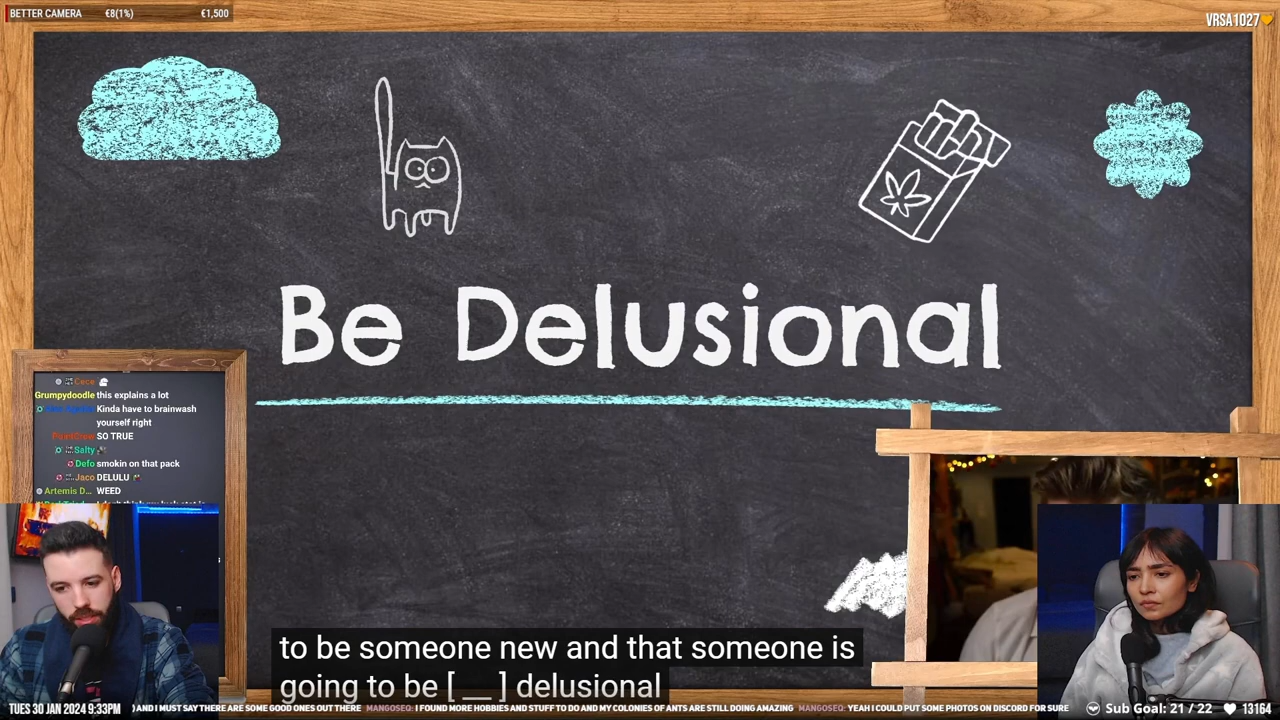 BETTER CAMERA €8(1%) €1,500
VRSA1027
Be Delusional
Cece
Grumpydoodle this explains a lot
Kinda have to brainwash
yourself right
SO TRUE
Salty
Defo smokin on that pack
Jaco DELULU
Artemis D... WEED
to be someone new and that someone is
going to be [ __ ] delusional
TUES 30 JAN 2024 9:33PM
) AND I MUST SAY THERE ARE SOME GOOD ONES OUT THERE MANGOSEQ: I FOUND MORE HOBBIES AND STUFF TO DO AND MY COLONIES OF ANTS ARE STILL DOING AMAZING MANGOSEQ: YEAH I COULD PUT SOME PHOTOS ON DISCORD FOR SURE
Sub Goal: 21 / 22 13164